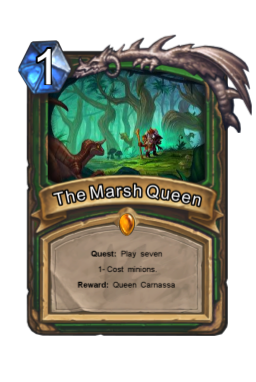 1
The Marsh Queen
Quest: Play seven
1-Cost minions.
Reward: Queen Carnassa